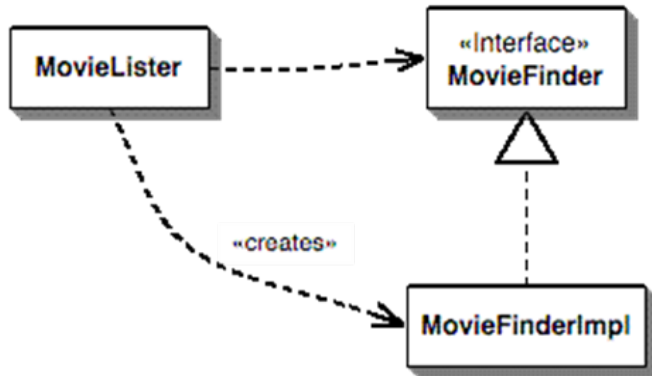 MovieLister
«Interface»
MovieFinder
«creates»
MovieFinderImpl